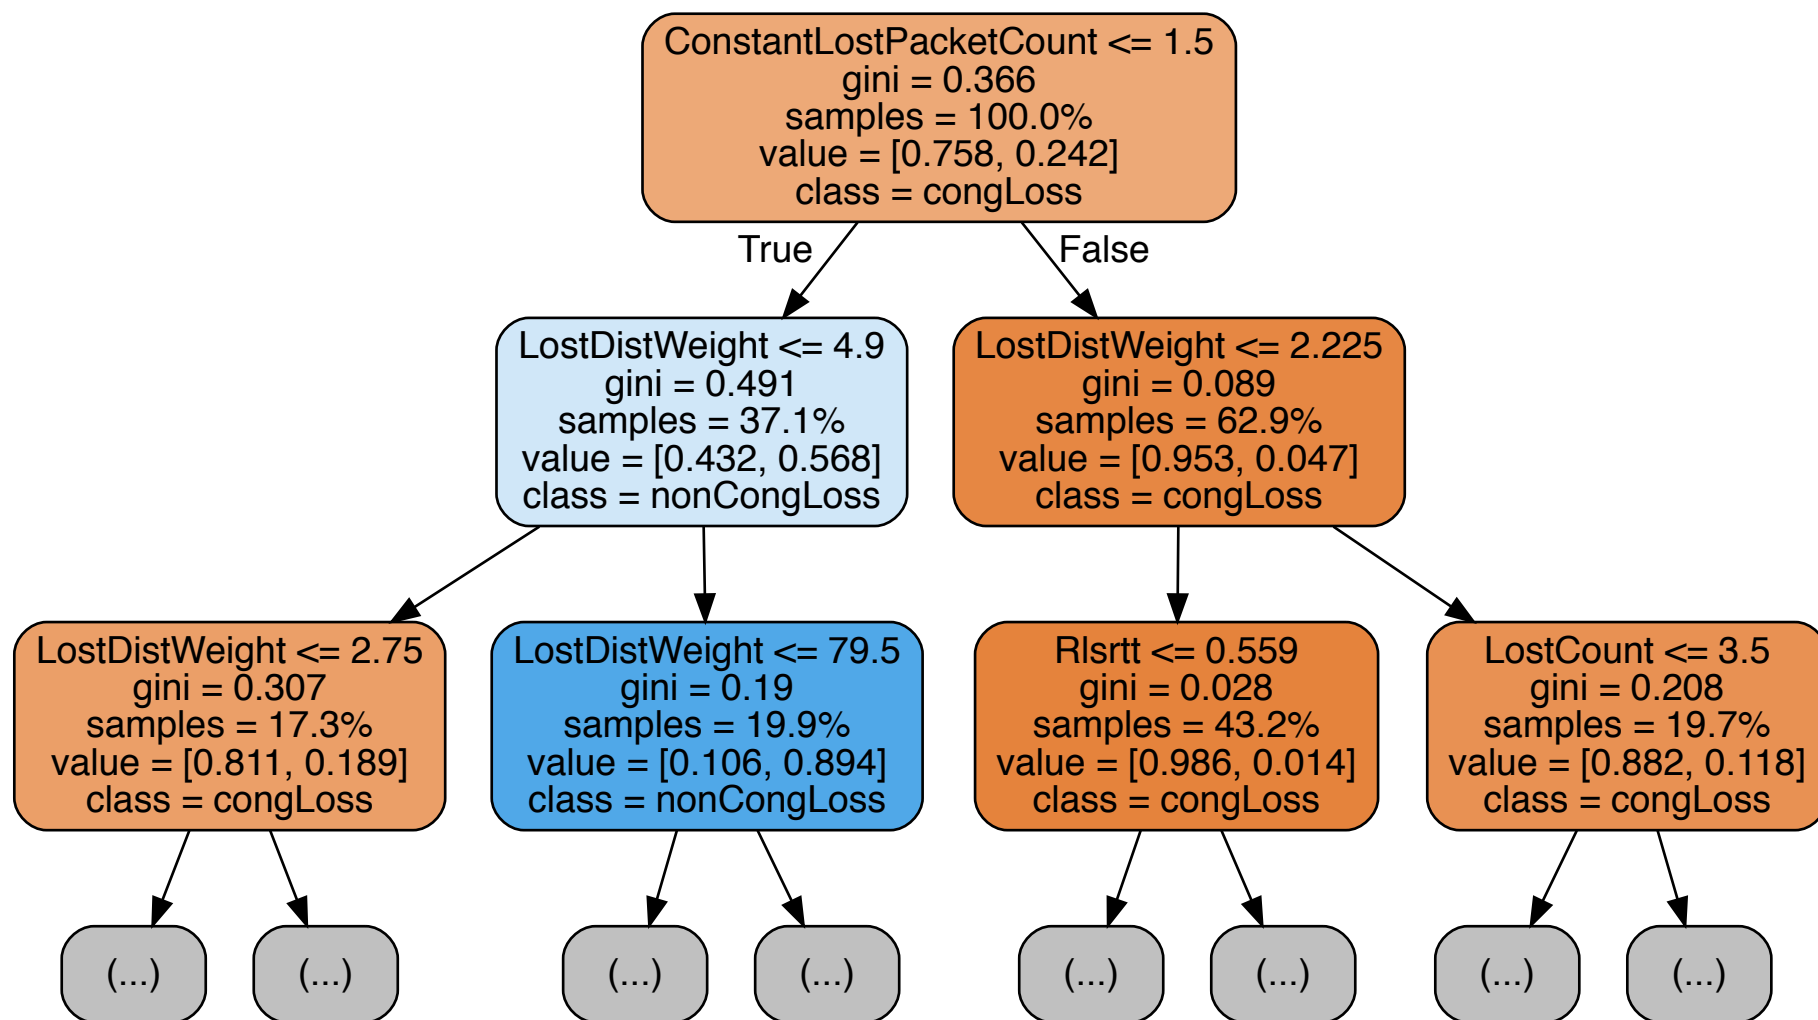 ConstantLostPacketCount <= 1.5
gini = 0.366
samples = 100.0%
value = [0.758, 0.242]
class = congLoss
True
False
LostDistWeight <= 4.9
gini = 0.491
samples = 37.1%
value = [0.432, 0.568]
class = nonCongLoss
LostDistWeight <= 2.225
gini = 0.089
samples = 62.9%
value = [0.953, 0.047]
class = congLoss
LostDistWeight <= 2.75
gini = 0.307
samples = 17.3%
value = [0.811, 0.189]
class = congLoss
LostDistWeight <= 79.5
gini = 0.19
samples = 19.9%
value = [0.106, 0.894]
class = nonCongLoss
Rlsrtt <= 0.559
gini = 0.028
samples = 43.2%
value = [0.986, 0.014]
class = congLoss
LostCount <= 3.5
gini = 0.208
samples = 19.7%
value = [0.882, 0.118]
class = congLoss
(...)
(...)
(...)
(...)
(...)
(...)
(...)
(...)